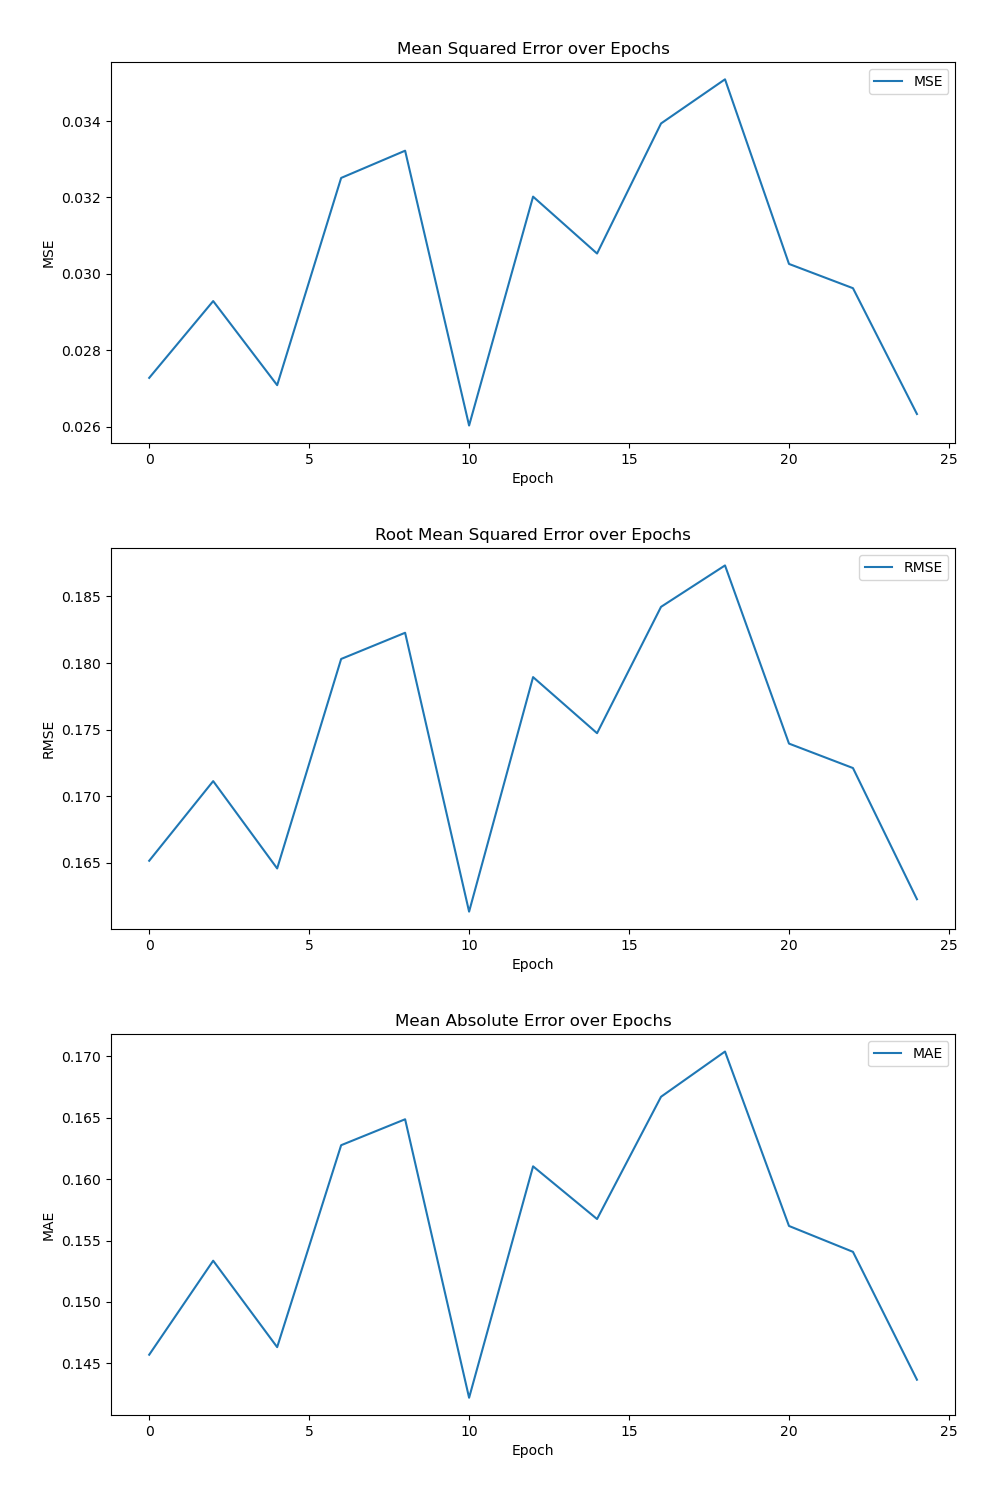 Mean Squared Error over Epochs
MSE
0.034
0.032
0.030
0.028
0.026
MSE
0 5 10 15 20 25
Epoch
Root Mean Squared Error over Epochs
RMSE
0.185
0.180
0.175
0.170
0.165
RMSE
0 5 10 15 20 25
Epoch
Mean Absolute Error over Epochs
MAE
0.170
0.165
0.160
0.155
0.150
0.145
MAE
0 5 10 15 20 25
Epoch